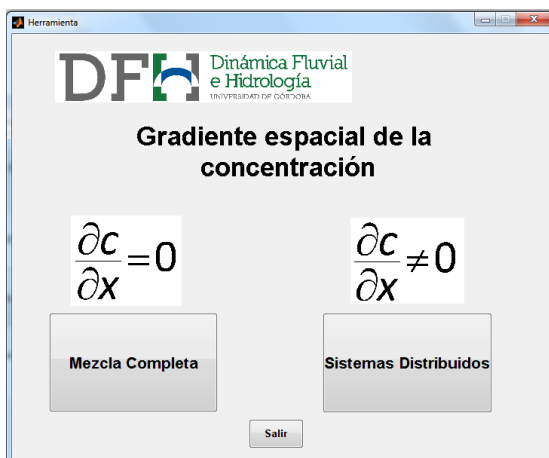 Herramienta
DFH Dinámica Fluvial
e Hidrología
UNIVERSIDAD DE CÓRDOBA
Gradiente espacial de la
concentración
∂c/∂x = 0
∂c/∂x ≠ 0
Mezcla Completa
Sistemas Distribuidos
Salir